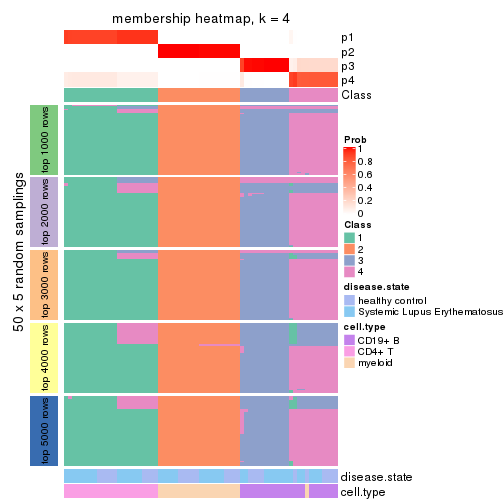 membership heatmap, k = 4
p1
p2
p3
p4
Class
50 x 5 random samplings
top 1000 rows
top 2000 rows
top 3000 rows
top 4000 rows
top 5000 rows
Prob
1
0.8
0.6
0.4
0.2
0
Class
1
2
3
4
disease.state
healthy control
Systemic Lupus Erythematosus
cell.type
CD19+ B
CD4+ T
myeloid
disease.state
cell.type